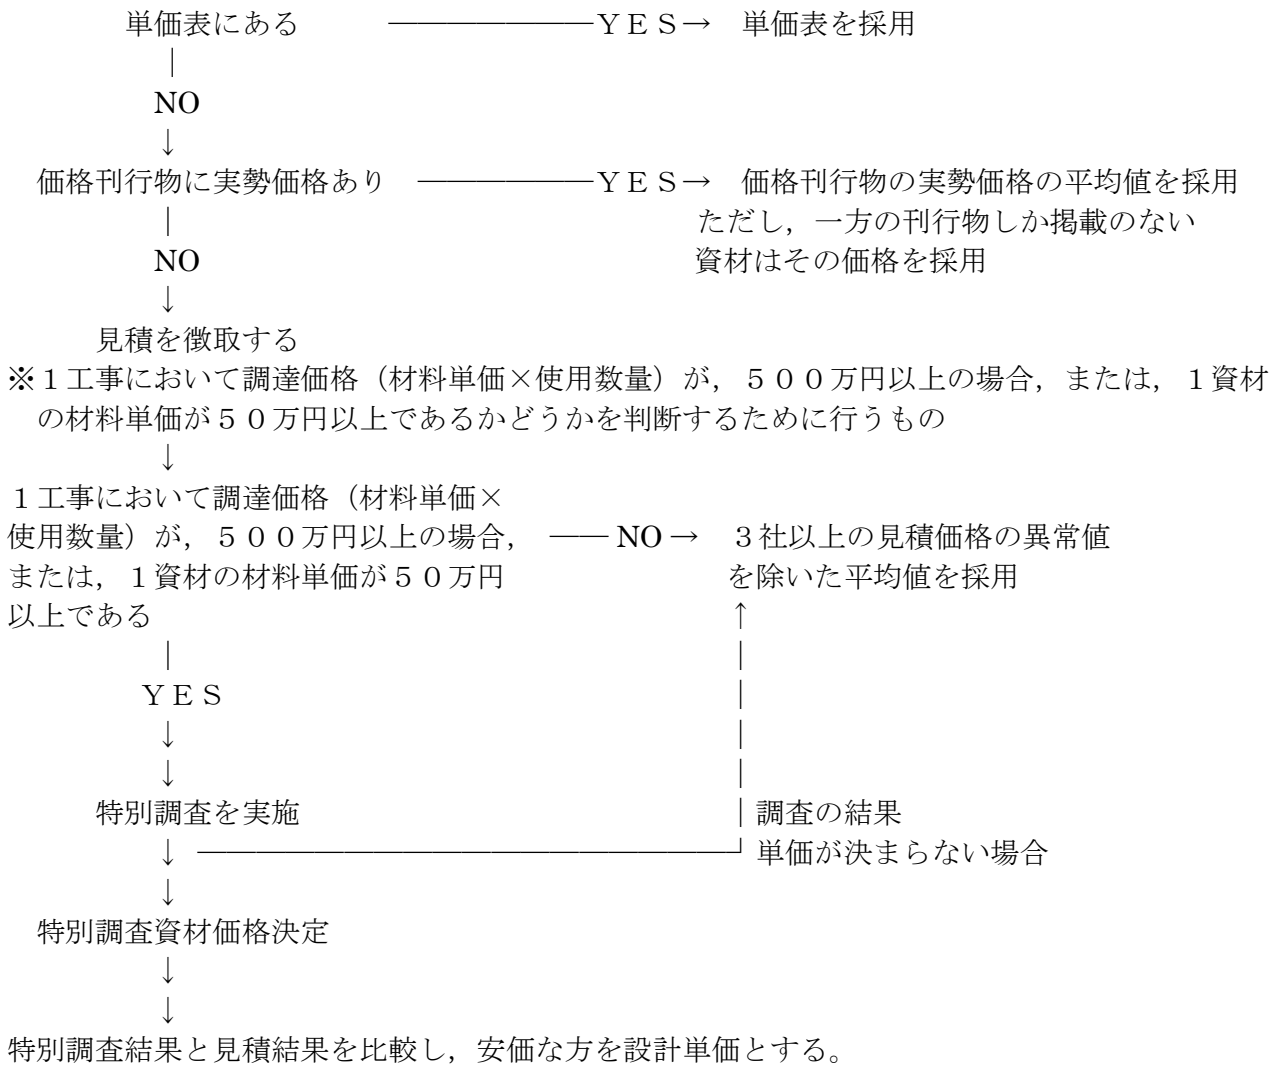 単価表にある ―――――――ＹＥＳ→ 単価表を採用
｜
NO
↓
価格刊行物に実勢価格あり ――――――ＹＥＳ→ 価格刊行物の実勢価格の平均値を採用
｜ ただし，一方の刊行物しか掲載のない
NO 資材はその価格を採用
↓
見積を徴取する
※１工事において調達価格（材料単価×使用数量）が，５００万円以上の場合，または，１資材
の材料単価が５０万円以上であるかどうかを判断するために行うもの
↓
１工事において調達価格（材料単価×
使用数量）が，５００万円以上の場合， ―― NO → ３社以上の見積価格の異常値
または，１資材の材料単価が５０万円 を除いた平均値を採用
以上である ↑
｜ ｜
ＹＥＳ ｜
↓ ｜
↓ ｜
特別調査を実施 ｜調査の結果
↓ ――――――――――――――――――┘単価が決まらない場合
↓
特別調査資材価格決定
↓
↓
特別調査結果と見積結果を比較し，安価な方を設計単価とする。